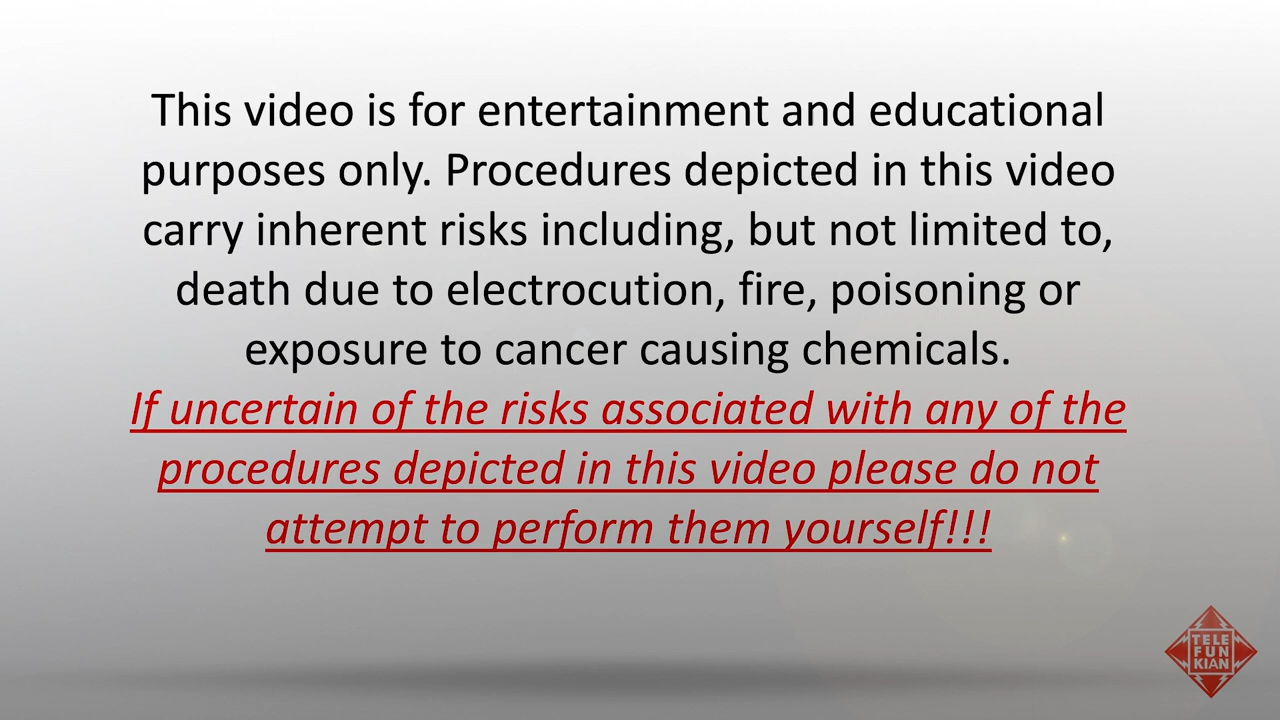 This video is for entertainment and educational
purposes only. Procedures depicted in this video
carry inherent risks including, but not limited to,
death due to electrocution, fire, poisoning or
exposure to cancer causing chemicals.
If uncertain of the risks associated with any of the
procedures depicted in this video please do not
attempt to perform them yourself!!!
TELE
FUN
KIAN